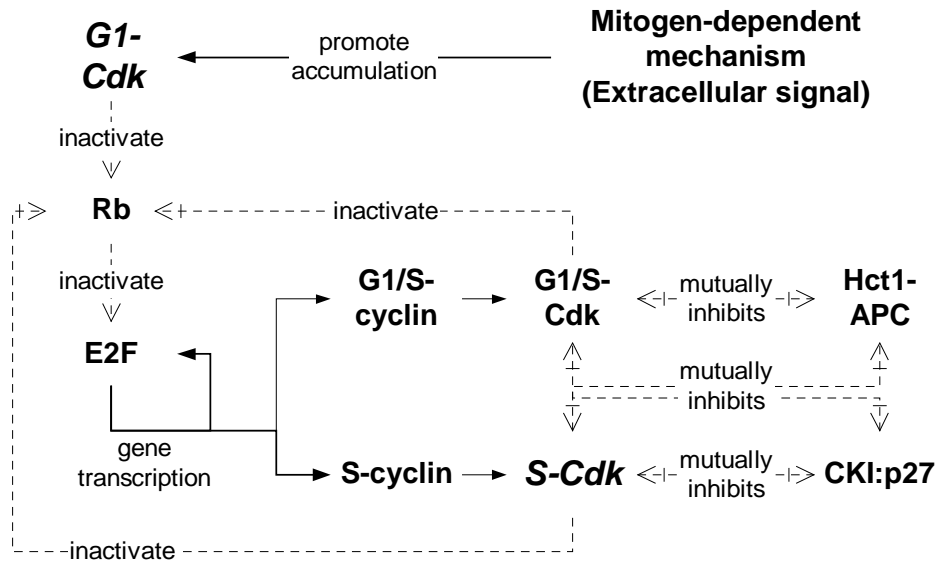 G1-
Cdk
promote
accumulation
Mitogen-dependent
mechanism
(Extracellular signal)
inactivate
Rb
inactivate
inactivate
G1/S-
cyclin
G1/S-
Cdk
mutually
inhibits
Hct1-
APC
E2F
mutually
inhibits
gene
transcription
S-cyclin
S-Cdk
mutually
inhibits
CKI:p27
inactivate